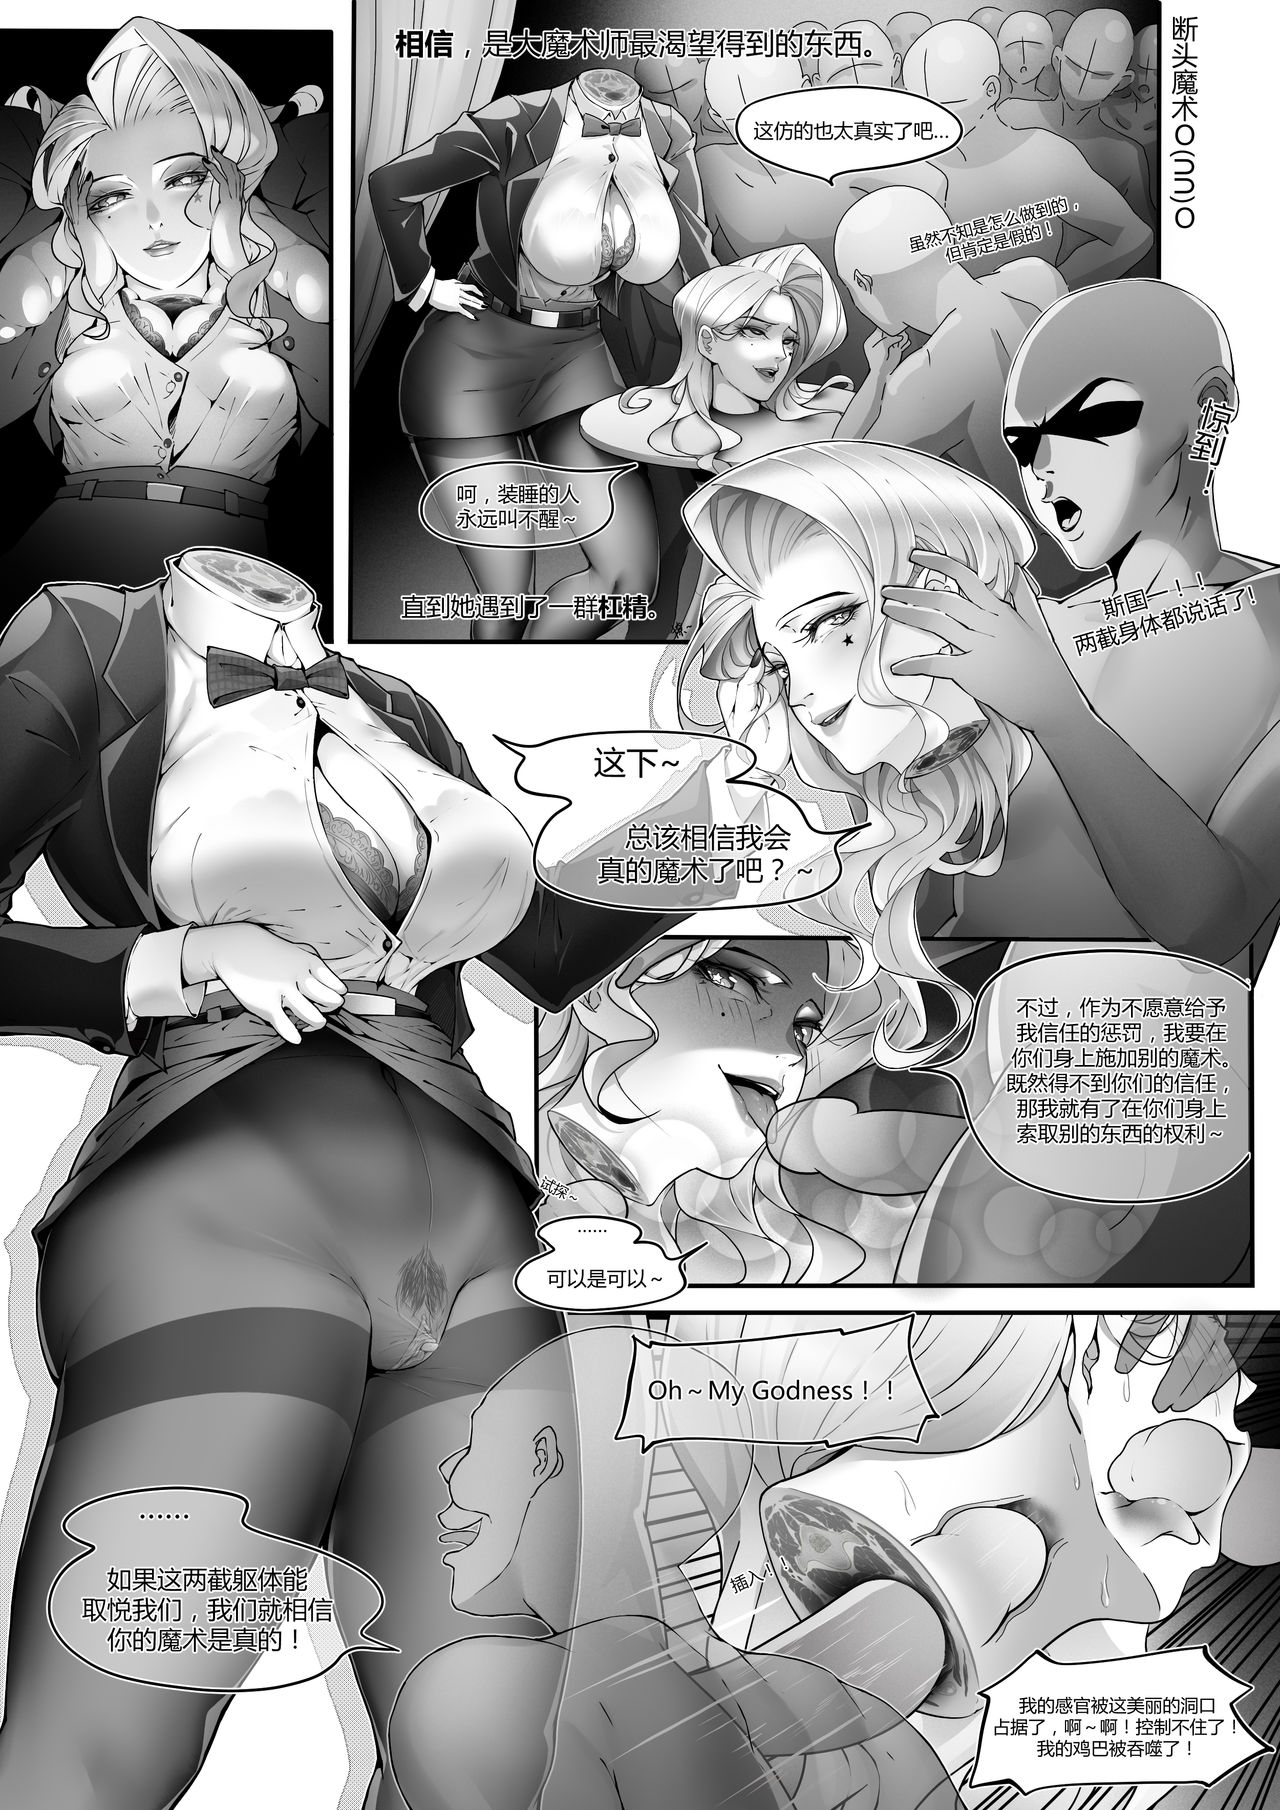 断头魔术O(∩∩)O
相信，是大魔术师最渴望得到的东西。
这仿的也太真实了吧…
虽然不知是怎么做到的，
但肯定是假的！
呵，装睡的人
永远叫不醒～
直到她遇到了一群杠精。
惊到！
斯国一！！
两截身体都说话了！
这下~
总该相信我会
真的魔术了吧？～
不过，作为不愿意给予
我信任的惩罚，我要在
你们身上施加别的魔术。
既然得不到你们的信任，
那我就有了在你们身上
索取别的东西的权利～
试探～
……
可以是可以～
Oh～My Godness！！
……
如果这两截躯体能
取悦我们，我们就相信
你的魔术是真的！
插入！！
我的感官被这美丽的洞口
占据了，啊～啊！控制不住了！
我的鸡巴被吞噬了！